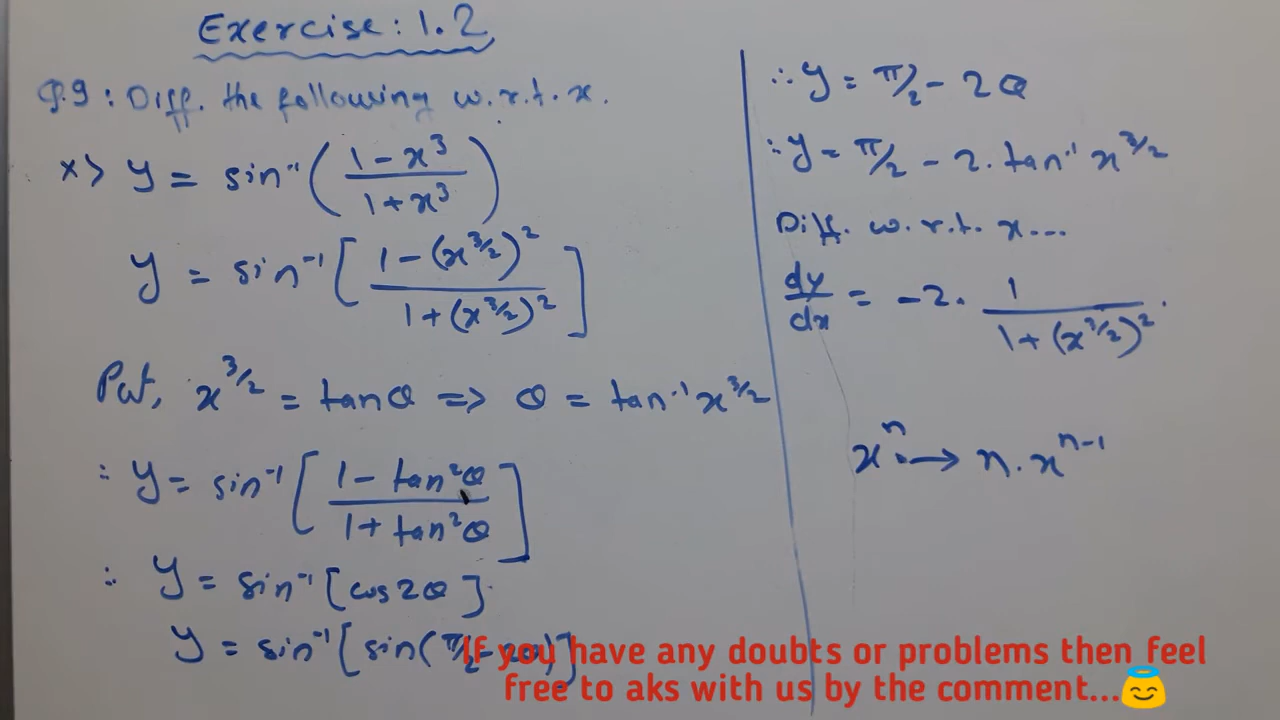 Exercise: 1.2
Q.9: Diff. the following w.r.t. x.
x> y = sin⁻¹ ( 1 - x³ / 1 + x³ )
y = sin⁻¹ [ 1 - (x^3/2)² / 1 + (x^3/2)² ]
Put, x^3/2 = tanθ => θ = tan⁻¹ x^3/2
∴ y = sin⁻¹ [ 1 - tan²θ / 1 + tan²θ ]
∴ y = sin⁻¹ [cos2θ]
y = sin⁻¹ [sin(π/2 - 2θ)]
∴ y = π/2 - 2θ
∴ y = π/2 - 2. tan⁻¹ x^3/2
Diff. w.r.t. x...
dy/dx = -2. 1 / 1 + (x^3/2)² .
xⁿ. → n. xⁿ⁻¹
If you have any doubts or problems then feel
free to aks with us by the comment...😇